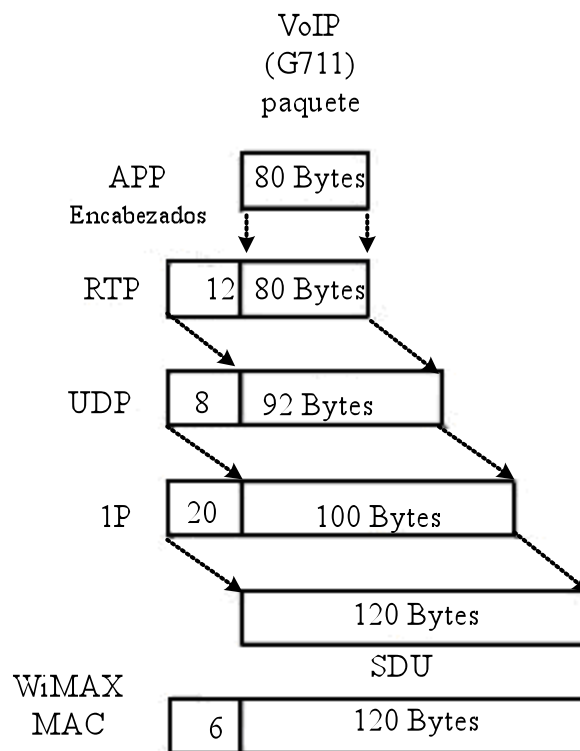 VoIP
(G711)
paquete
APP 80 Bytes
Encabezados
RTP 12 80 Bytes
UDP 8 92 Bytes
1P 20 100 Bytes
120 Bytes
SDU
WiMAX
MAC 6 120 Bytes